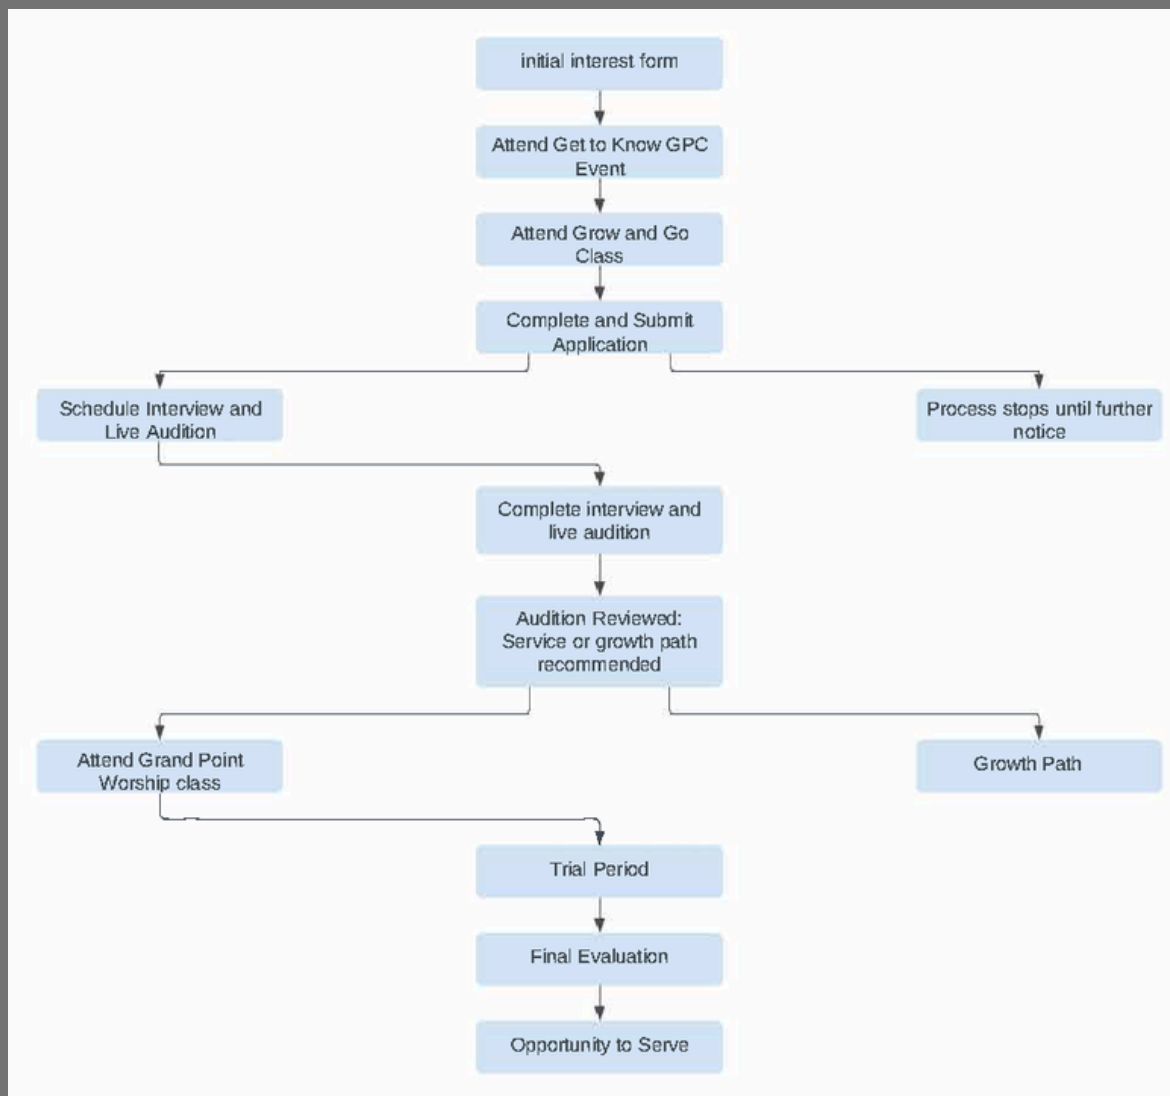 initial interest form
Attend Get to Know GPC
Event
Attend Grow and Go
Class
Complete and Submit
Application
Schedule Interview and
Live Audition
Process stops until further
notice
Complete interview and
live audition
Audition Reviewed:
Service or growth path
recommended
Attend Grand Point
Worship class
Growth Path
Trial Period
Final Evaluation
Opportunity to Serve